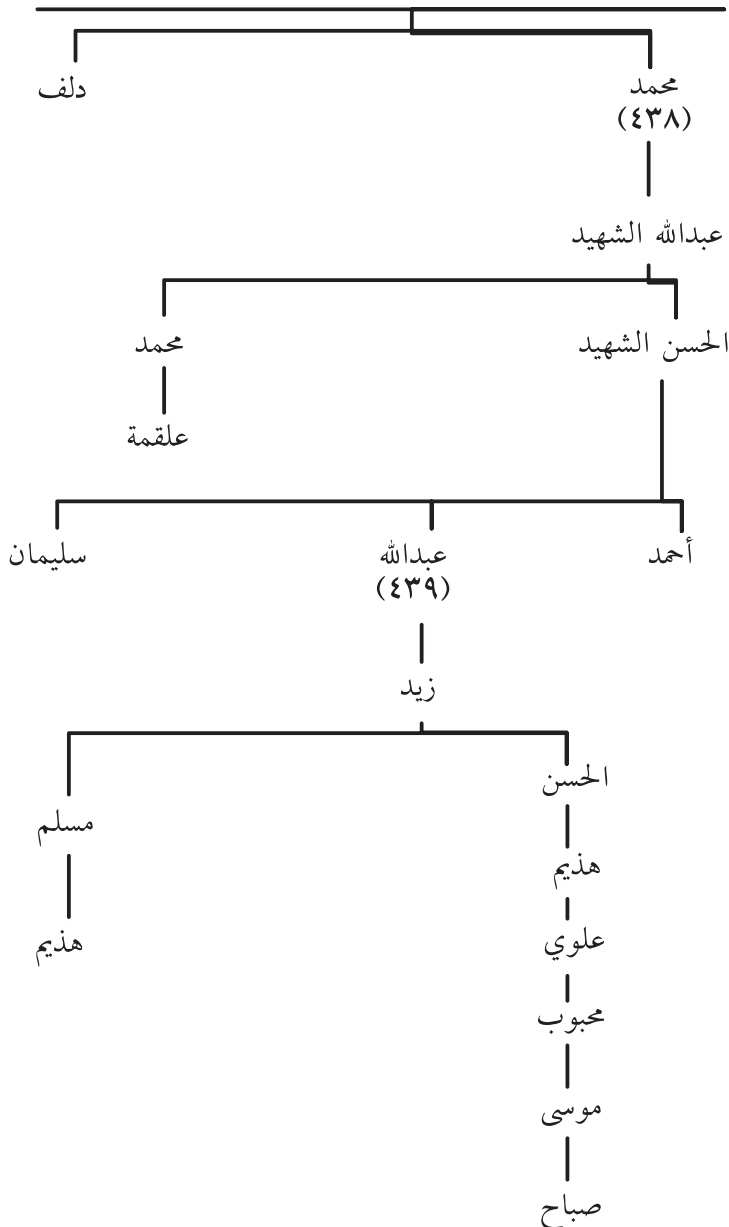 محمد
(٤٣٨)
دلف
عبدالله الشهيد
الحسن الشهيد
محمد
علقمة
أحمد
عبدالله
(٤٣٩)
سليمان
زيد
الحسن
مسلم
هذيم
هذيم
علوي
محبوب
موسى
صباح